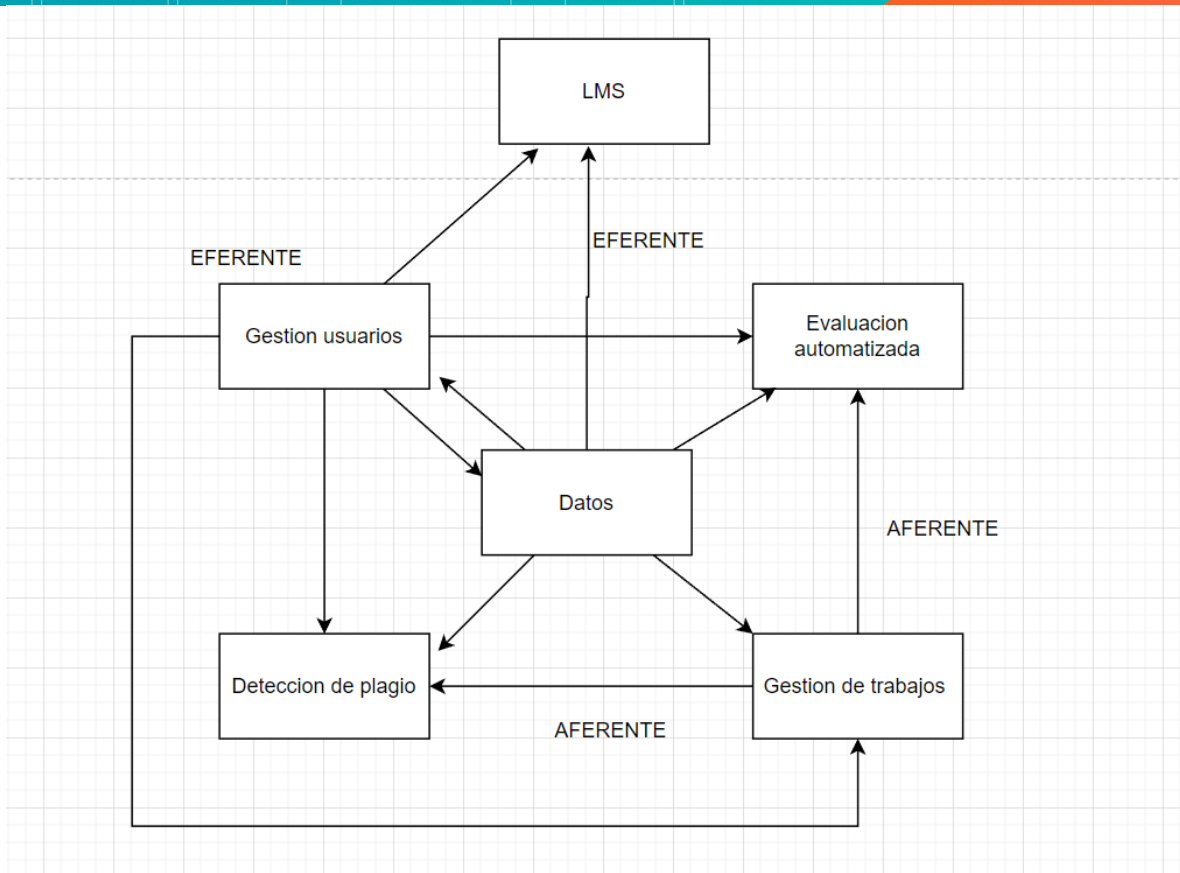 LMS
EFERENTE
EFERENTE
Gestion usuarios
Evaluacion
automatizada
Datos
AFERENTE
Deteccion de plagio
Gestion de trabajos
AFERENTE